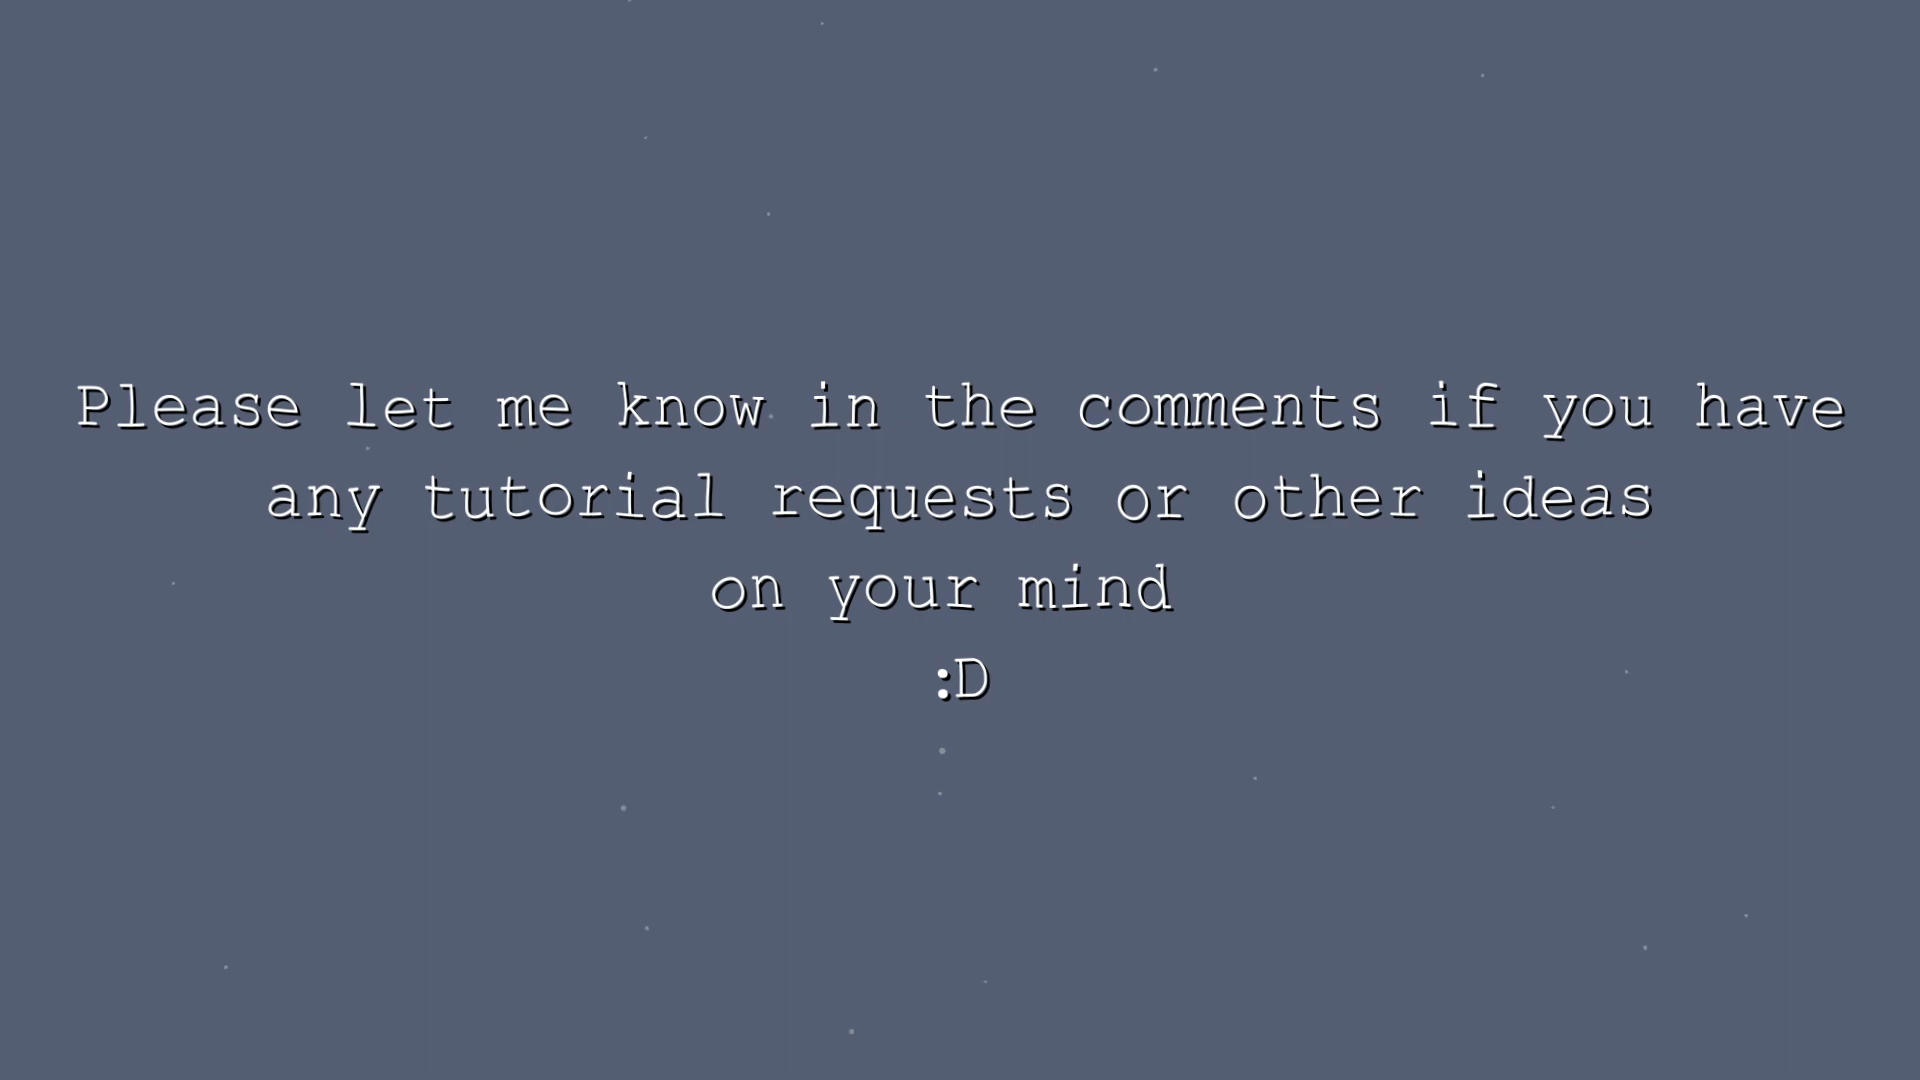 Please let me know in the comments if you have
any tutorial requests or other ideas
on your mind
:D